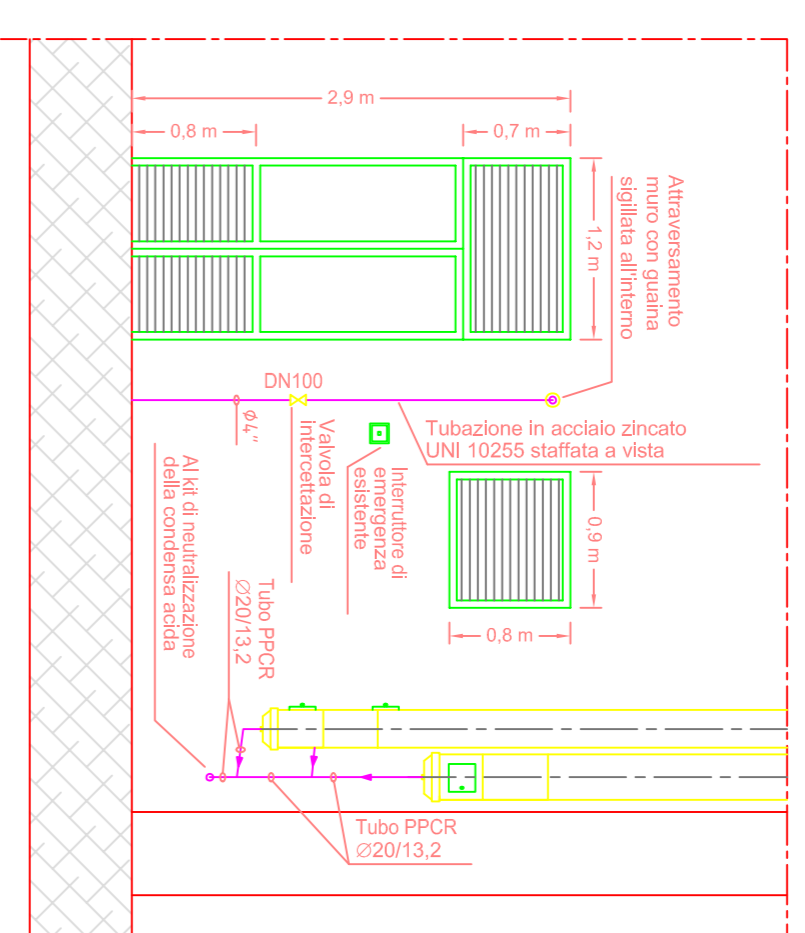 2,9 m
0,8 m
0,7 m
1,2 m
Attraversamento
muro con guaina
sigillata all'interno
DN100
Ø4"
Valvola di
intercettazione
Interruttore di
emergenza
esistente
Tubazione in acciaio zincato
UNI 10255 staffata a vista
0,9 m
0,8 m
Al kit di neutralizzazione
della condensa acida
Tubo PPCR
Ø20/13,2
Tubo PPCR
Ø20/13,2